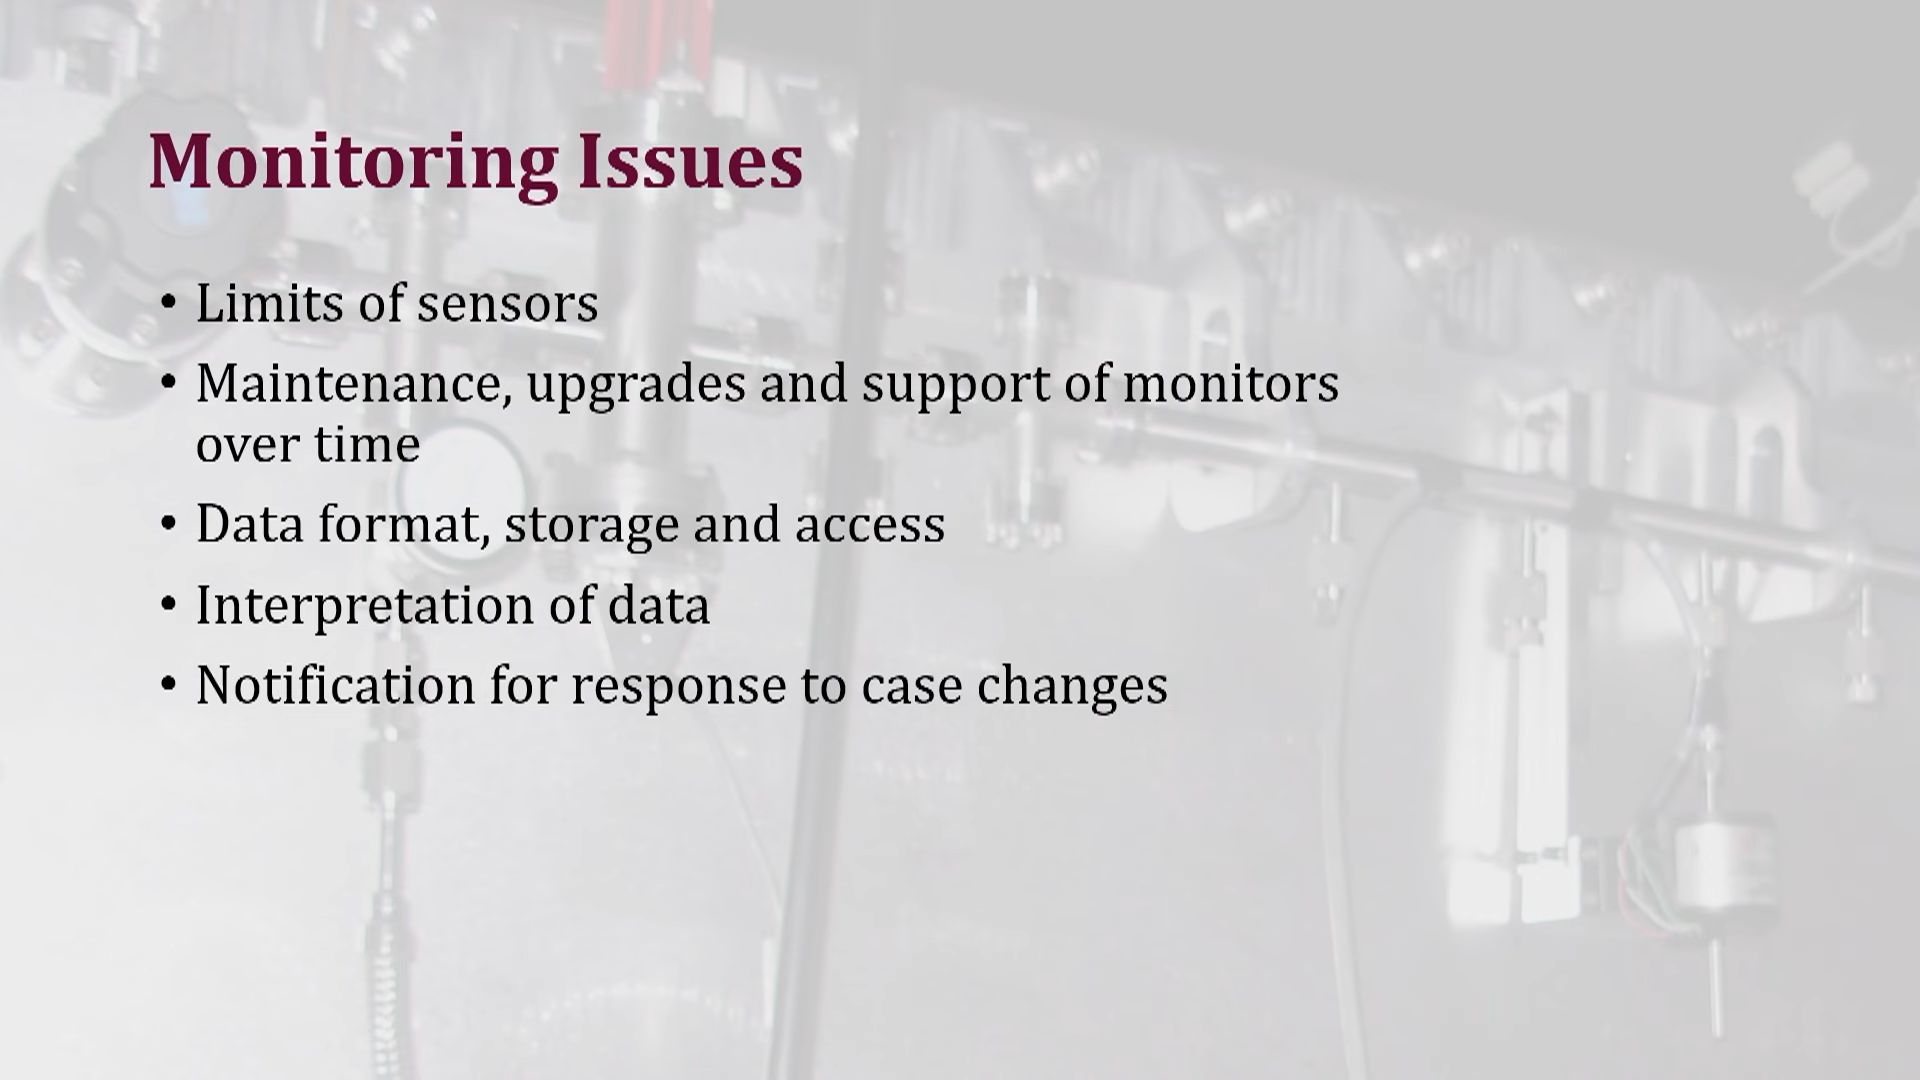 Monitoring Issues
• Limits of sensors
• Maintenance, upgrades and support of monitors
over time
• Data format, storage and access
• Interpretation of data
• Notification for response to case changes